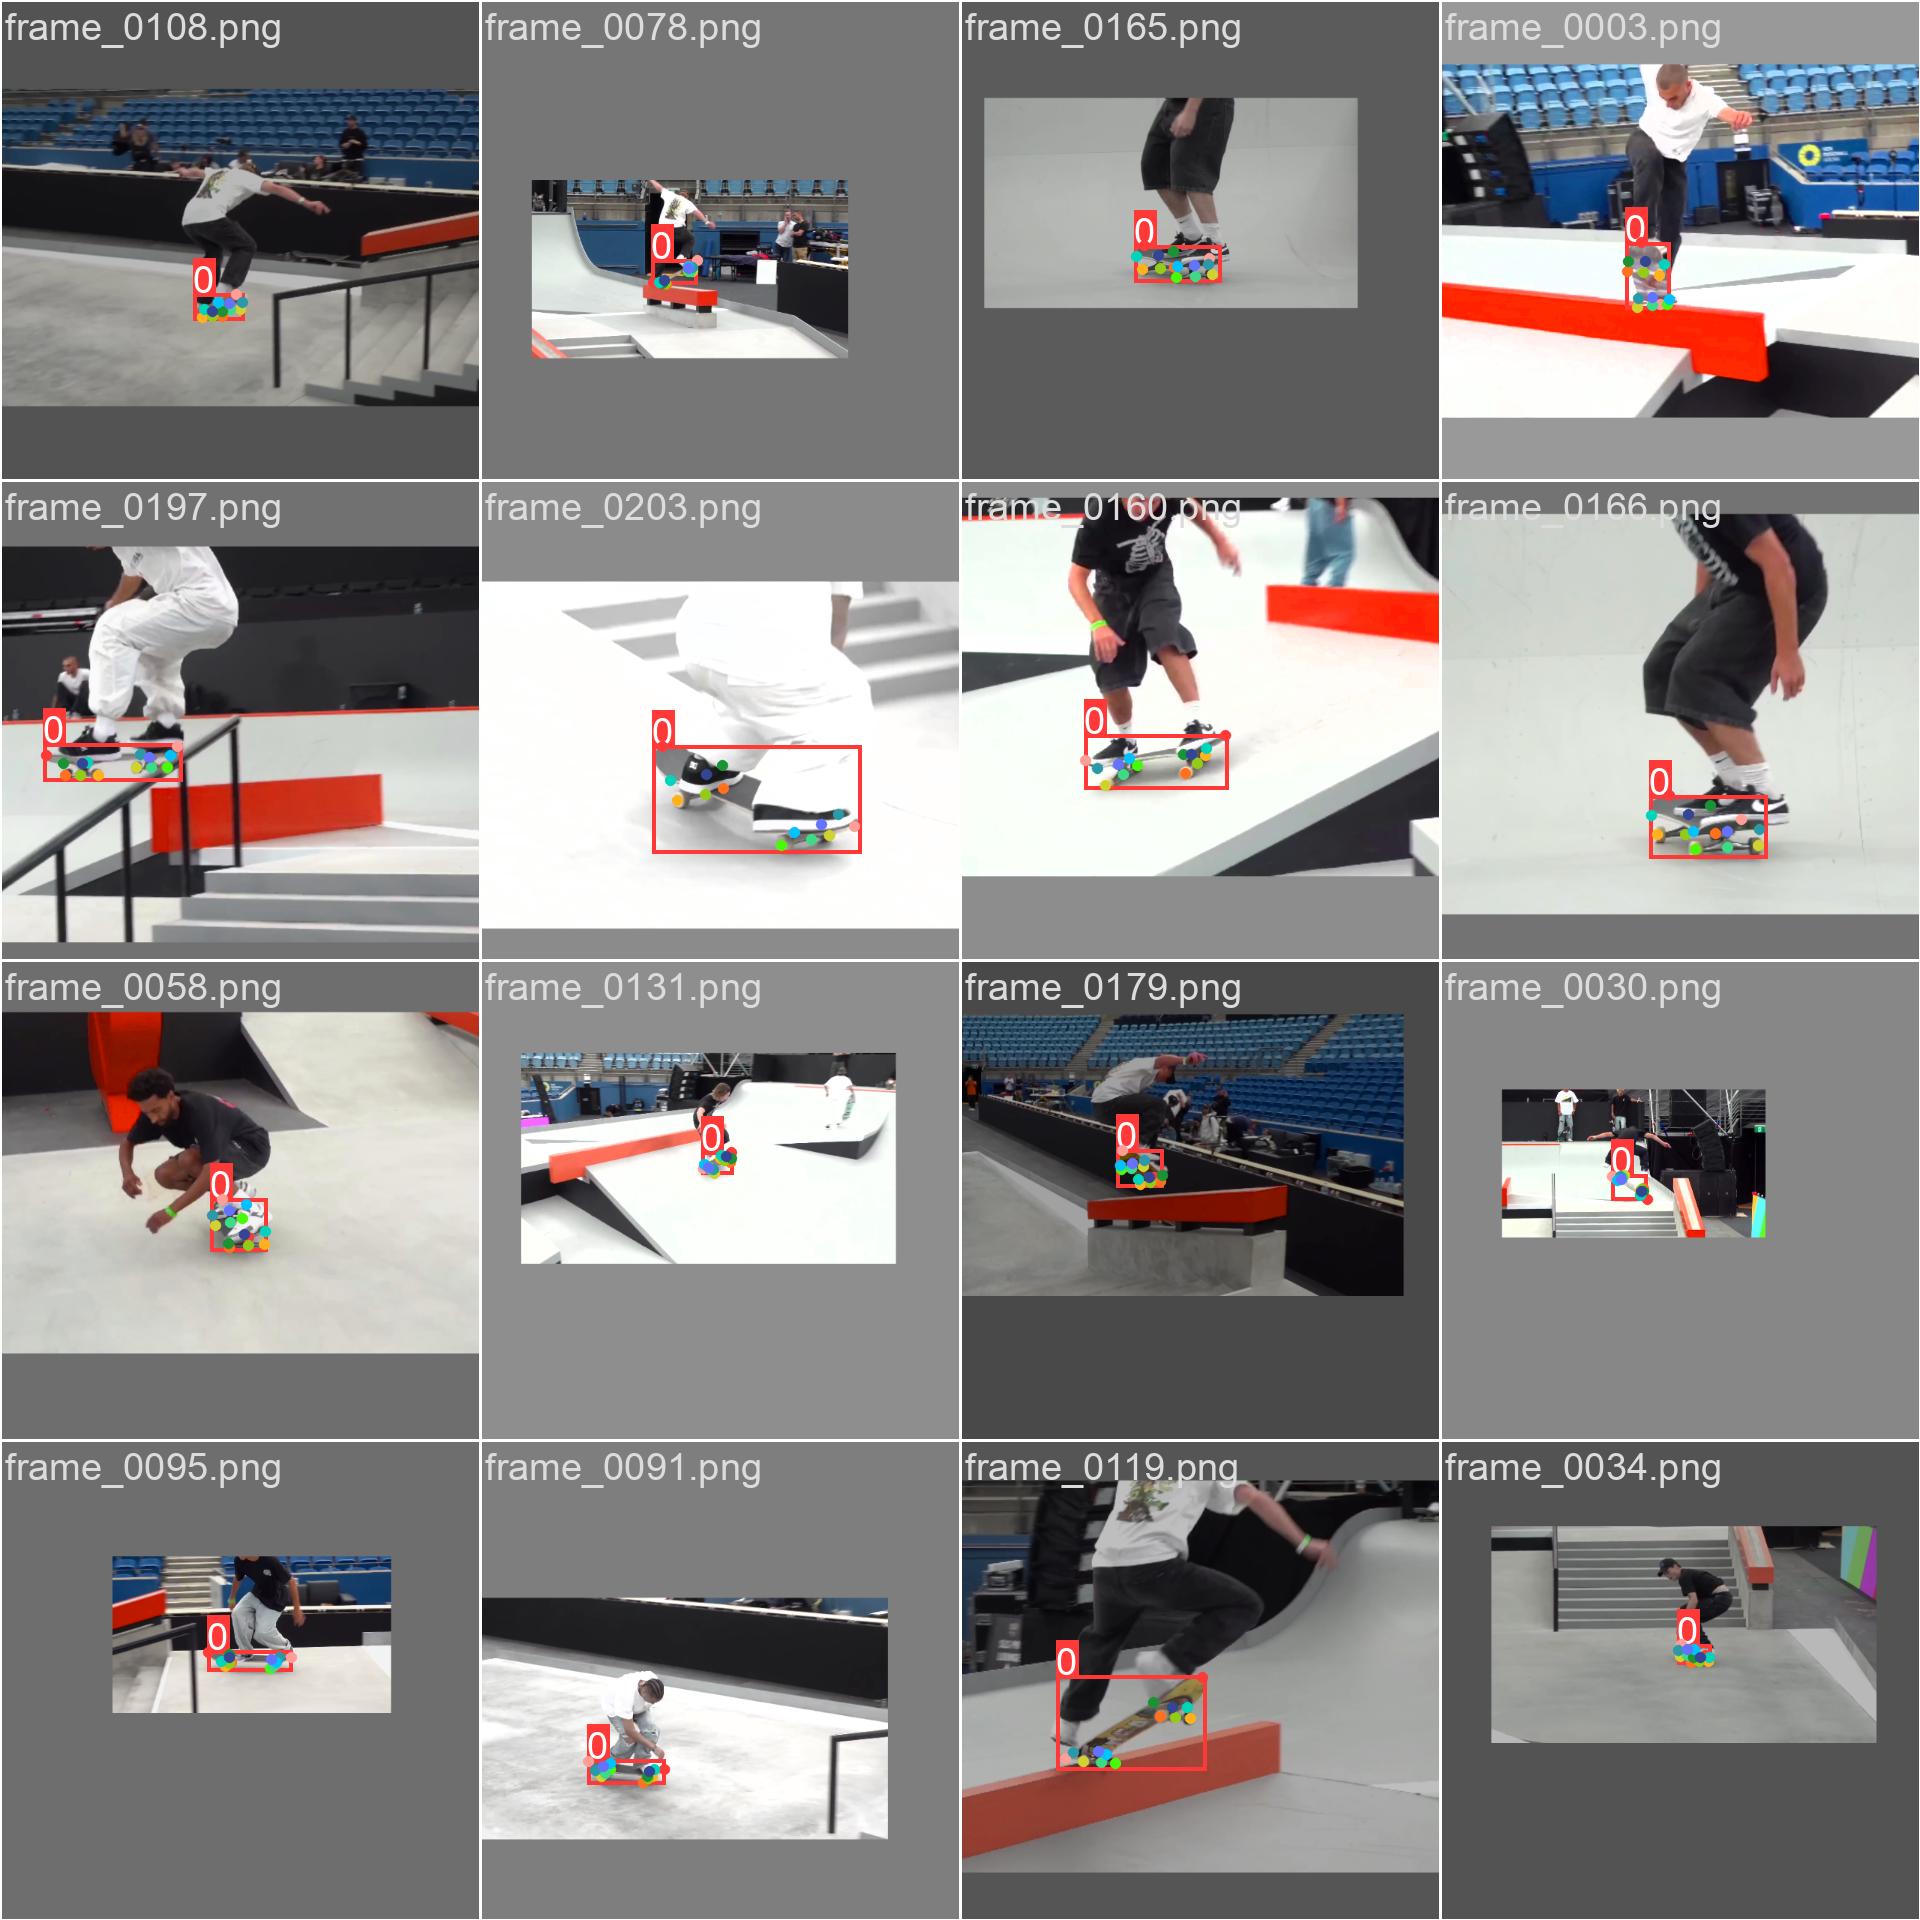 frame_0108.png
frame_0078.png
frame_0165.png
frame_0003.png
0
0
0
0
frame_0197.png
frame_0203.png
frame_0160.png
frame_0166.png
0
0
0
0
frame_0058.png
frame_0131.png
frame_0179.png
frame_0030.png
0
0
0
0
frame_0095.png
frame_0091.png
frame_0119.png
frame_0034.png
0
0
0
0